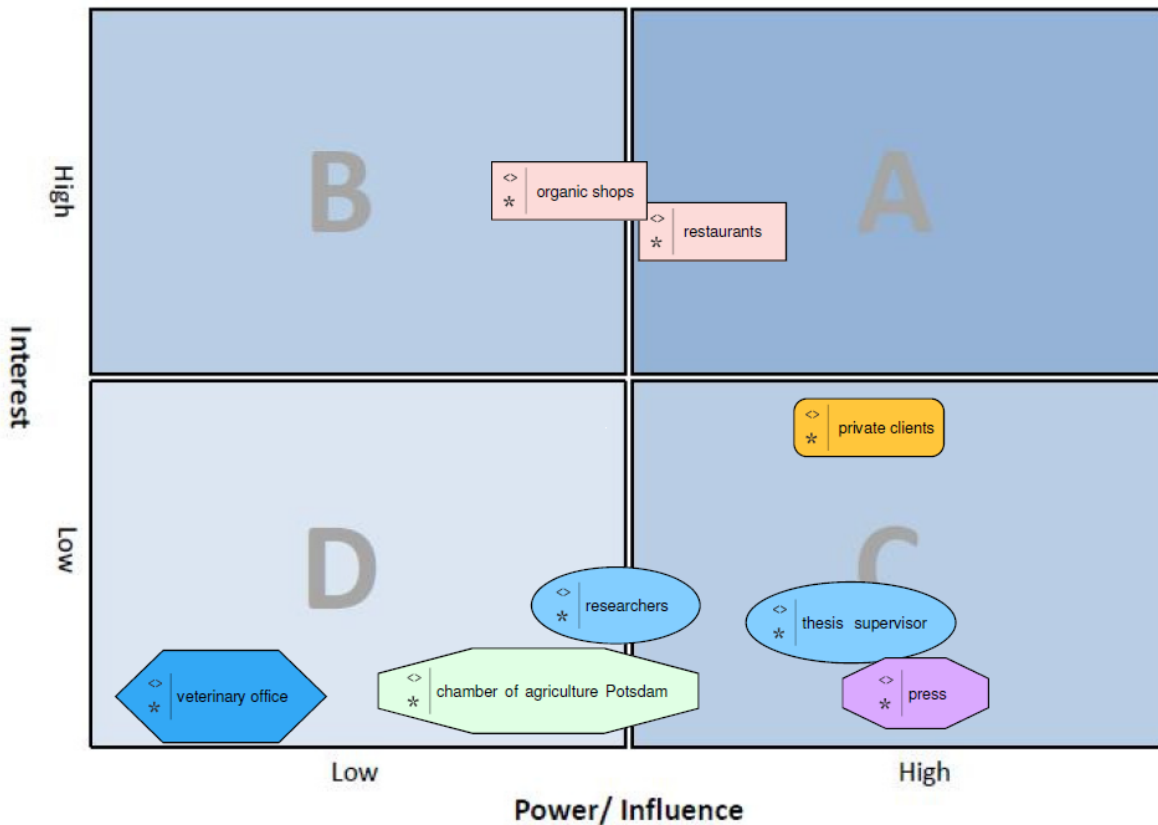 B
A
<>
* organic shops
<>
* restaurants
High
Interest
<>
* private clients
D
C
Low
<>
* researchers
<>
* thesis supervisor
<>
* veterinary office
<>
* chamber of agriculture Potsdam
<>
* press
Low
High
Power/ Influence